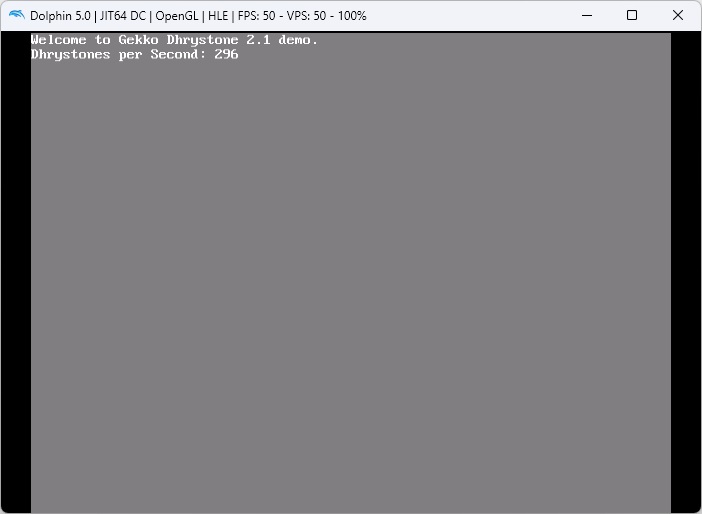 Dolphin 5.0 | JIT64 DC | OpenGL | HLE | FPS: 50 - VPS: 50 - 100%
Welcome to Gekko Dhrystone 2.1 demo.
Dhrystones per Second: 296